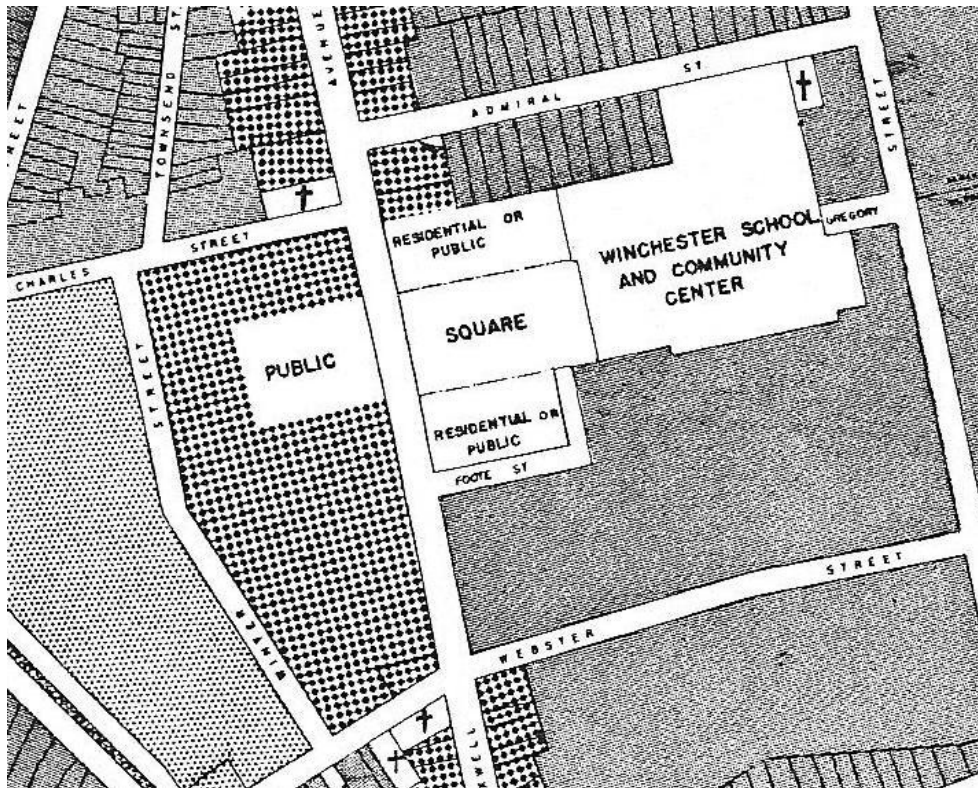 TOWNSEND ST.
AVENUE
ADMIRAL ST.
CHARLES STREET
RESIDENTIAL OR
PUBLIC
WINCHESTER SCHOOL
AND COMMUNITY
CENTER
GREGORY
STREET
SQUARE
PUBLIC
STREET
RESIDENTIAL OR
PUBLIC
FOOTE ST
WINTER
WEBSTER STREET